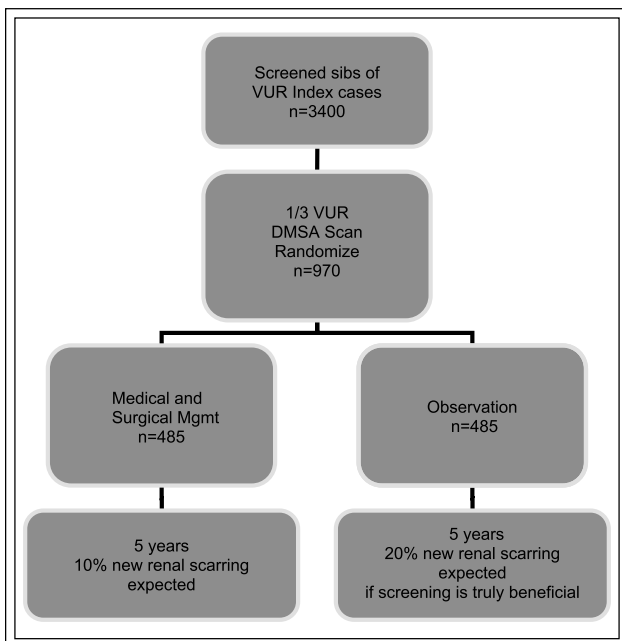 Screened sibs of
VUR Index cases
n=3400
1/3 VUR
DMSA Scan
Randomize
n=970
Medical and
Surgical Mgmt
n=485
Observation
n=485
5 years
10% new renal scarring
expected
5 years
20% new renal scarring
expected
if screening is truly beneficial